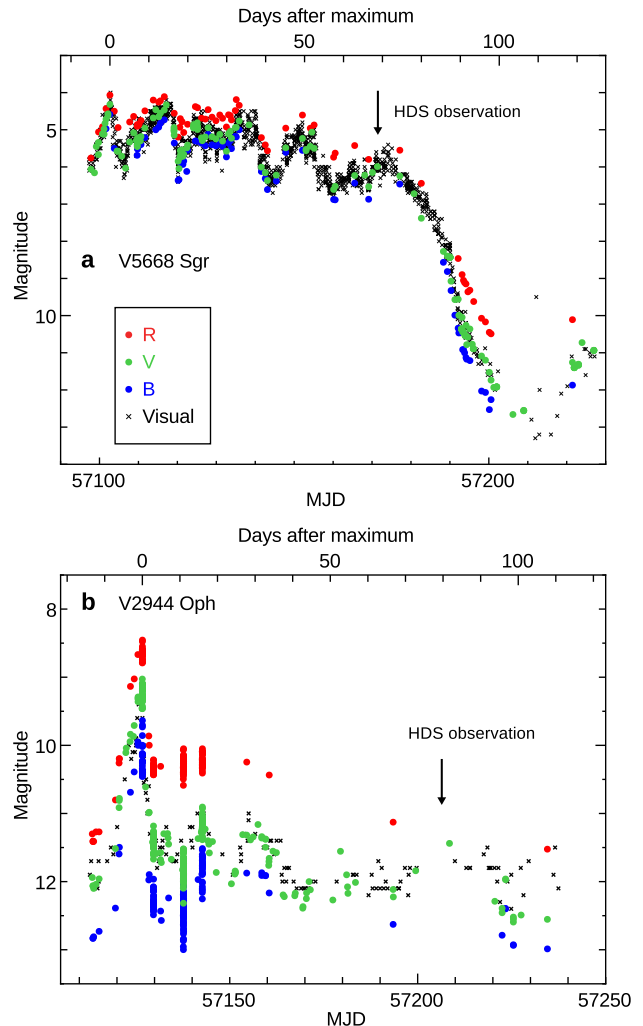 Days after maximum
0 50 100
HDS observation
5
Magnitude
a V5668 Sgr
10
R
V
B
Visual
57100 57200
MJD
Days after maximum
0 50 100
b V2944 Oph
8
HDS observation
10
Magnitude
12
57150 57200 57250
MJD